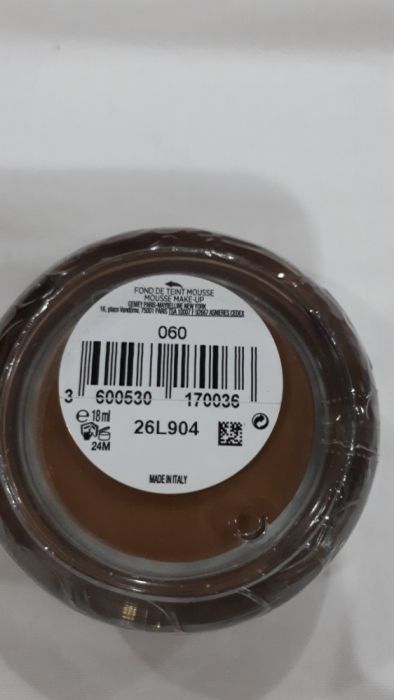 FOND DE TEINT MOUSSE
MOUSSE MAKE-UP
GEMEY PARIS-MAYBELLINE NEW YORK
16, place Vendôme, 75001 PARIS TSA 10007 F-92667 ASNIERES CEDEX
060
3 600530 170036
e 18 ml
26L904
24M
MADE IN ITALY